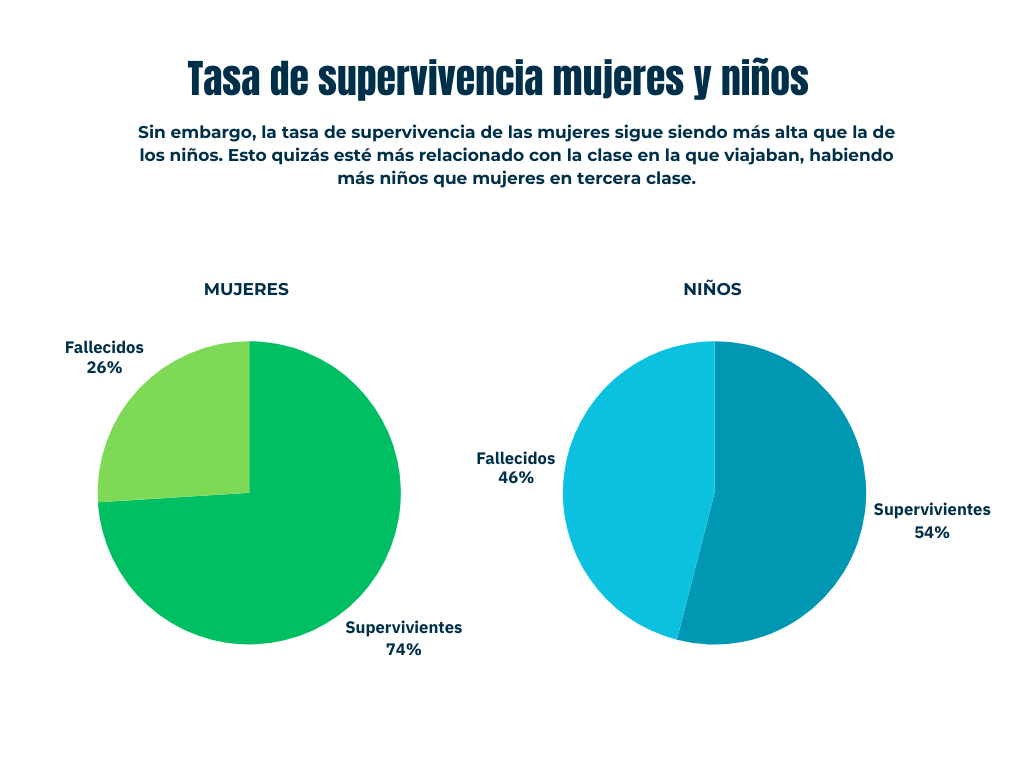 Tasa de supervivencia mujeres y niños
Sin embargo, la tasa de supervivencia de las mujeres sigue siendo más alta que la de
los niños. Esto quizás esté más relacionado con la clase en la que viajaban, habiendo
más niños que mujeres en tercera clase.
MUJERES
Fallecidos
26%
Supervivientes
74%
NIÑOS
Fallecidos
46%
Supervivientes
54%